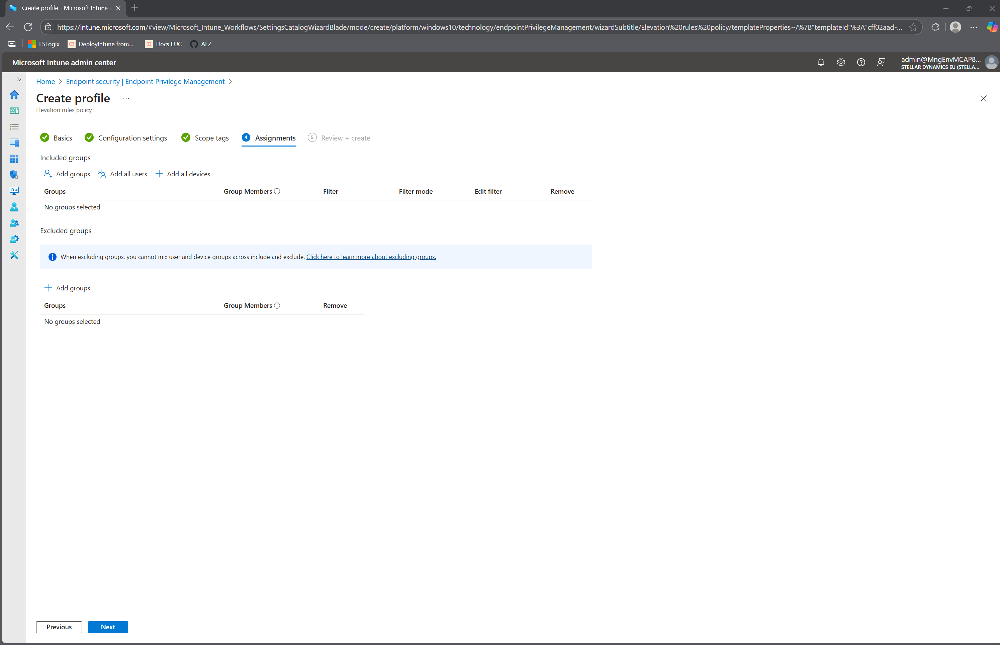 Create profile - Microsoft Intune
https://intune.microsoft.com/#view/Microsoft_Intune_Workflows/SettingsCatalogWizardBlade/mode/create/platform/windows10/technology/endpointPrivilegeManagement/wizardSubtitle/Elevation%20rules%20policy/templateProperties~/%7B"templateId"%3A"cff02aad-...
FSLogix DeployIntune from... Docs EUC ALZ
Microsoft Intune admin center
admin@MngEnvMCAP8...
STELLAR DYNAMICS EU (STELLA...
Home > Endpoint security | Endpoint Privilege Management >
Create profile ...
Elevation rules policy
Basics Configuration settings Scope tags 4 Assignments 5 Review + create
Included groups
Add groups Add all users Add all devices
Groups Group Members Filter Filter mode Edit filter Remove
No groups selected
Excluded groups
When excluding groups, you cannot mix user and device groups across include and exclude. Click here to learn more about excluding groups.
Add groups
Groups Group Members Remove
No groups selected
Previous Next